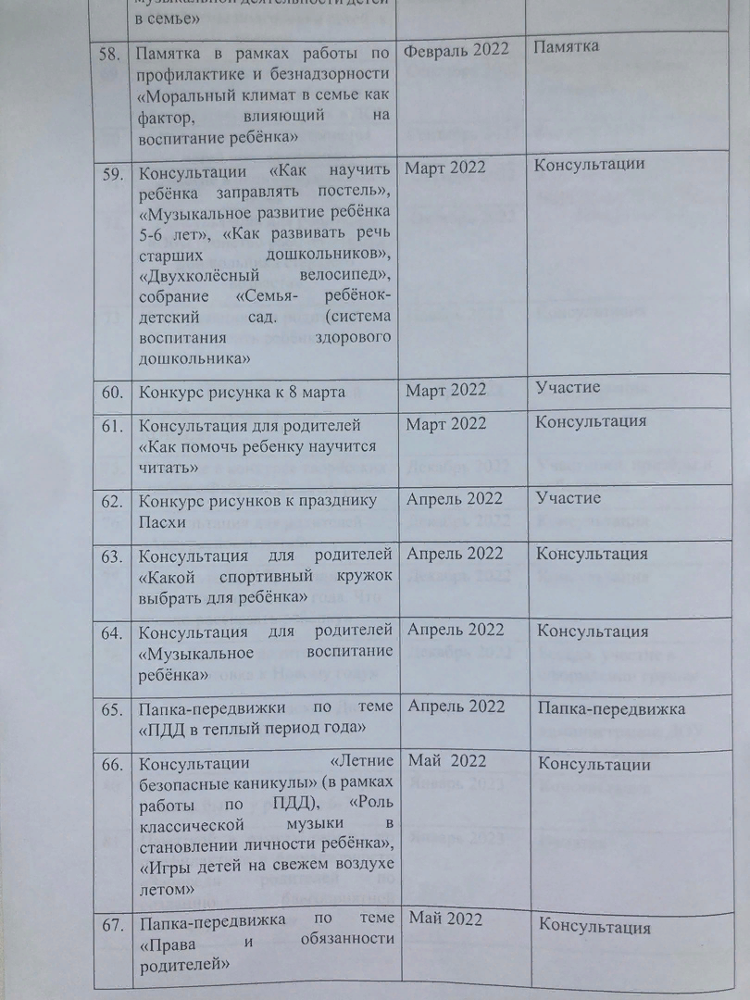 музыкальной деятельности детей
в семье»
58. Памятка в рамках работы по Февраль 2022 Памятка
профилактике и безнадзорности
«Моральный климат в семье как
фактор, влияющий на
воспитание ребёнка»
59. Консультации «Как научить Март 2022 Консультации
ребёнка заправлять постель»,
«Музыкальное развитие ребёнка
5-6 лет», «Как развивать речь
старших дошкольников»,
«Двухколёсный велосипед»,
собрание «Семья- ребёнок-
детский сад. (система
воспитания здорового
дошкольника»
60. Конкурс рисунка к 8 марта Март 2022 Участие
61. Консультация для родителей Март 2022 Консультация
«Как помочь ребенку научится
читать»
62. Конкурс рисунков к празднику Апрель 2022 Участие
Пасхи
63. Консультация для родителей Апрель 2022 Консультация
«Какой спортивный кружок
выбрать для ребёнка»
64. Консультация для родителей Апрель 2022 Консультация
«Музыкальное воспитание
ребёнка»
65. Папка-передвижки по теме Апрель 2022 Папка-передвижка
«ПДД в теплый период года»
66. Консультации «Летние Май 2022 Консультации
безопасные каникулы» (в рамках
работы по ПДД), «Роль
классической музыки в
становлении личности ребёнка»,
«Игры детей на свежем воздухе
летом»
67. Папка-передвижка по теме Май 2022 Консультация
«Права и обязанности
родителей»